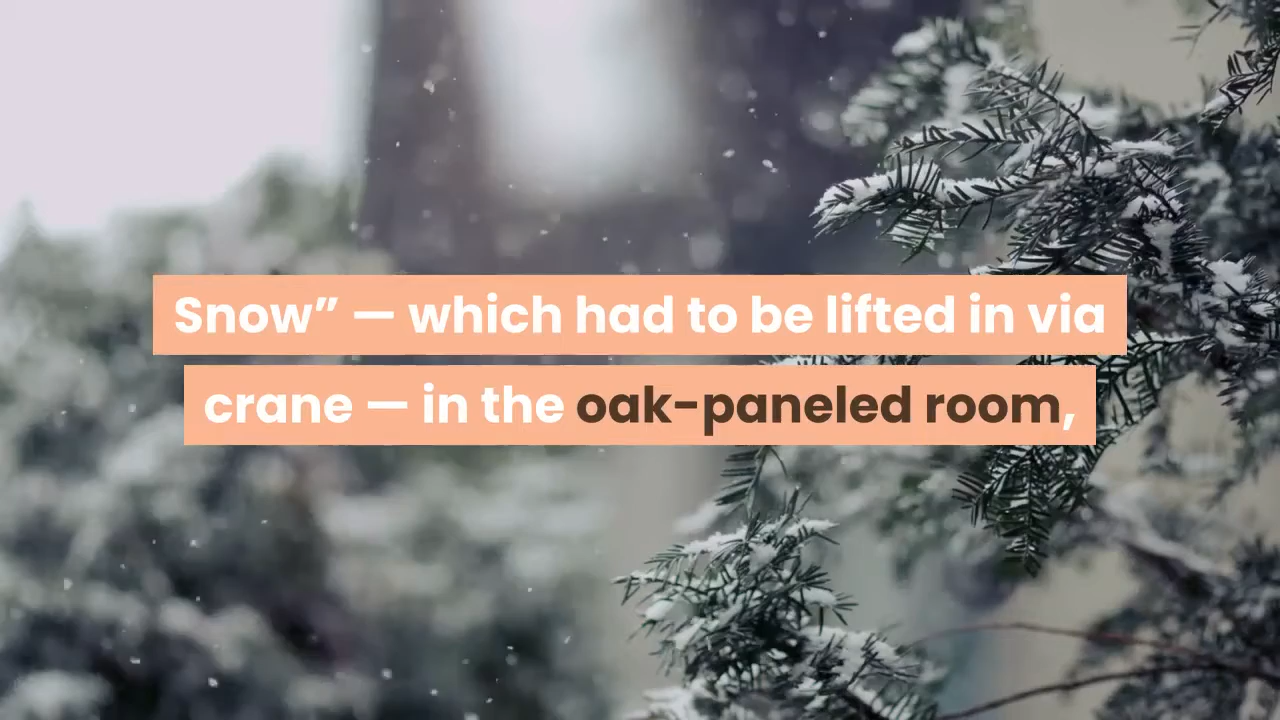 Snow” — which had to be lifted in via
crane — in the oak-paneled room,